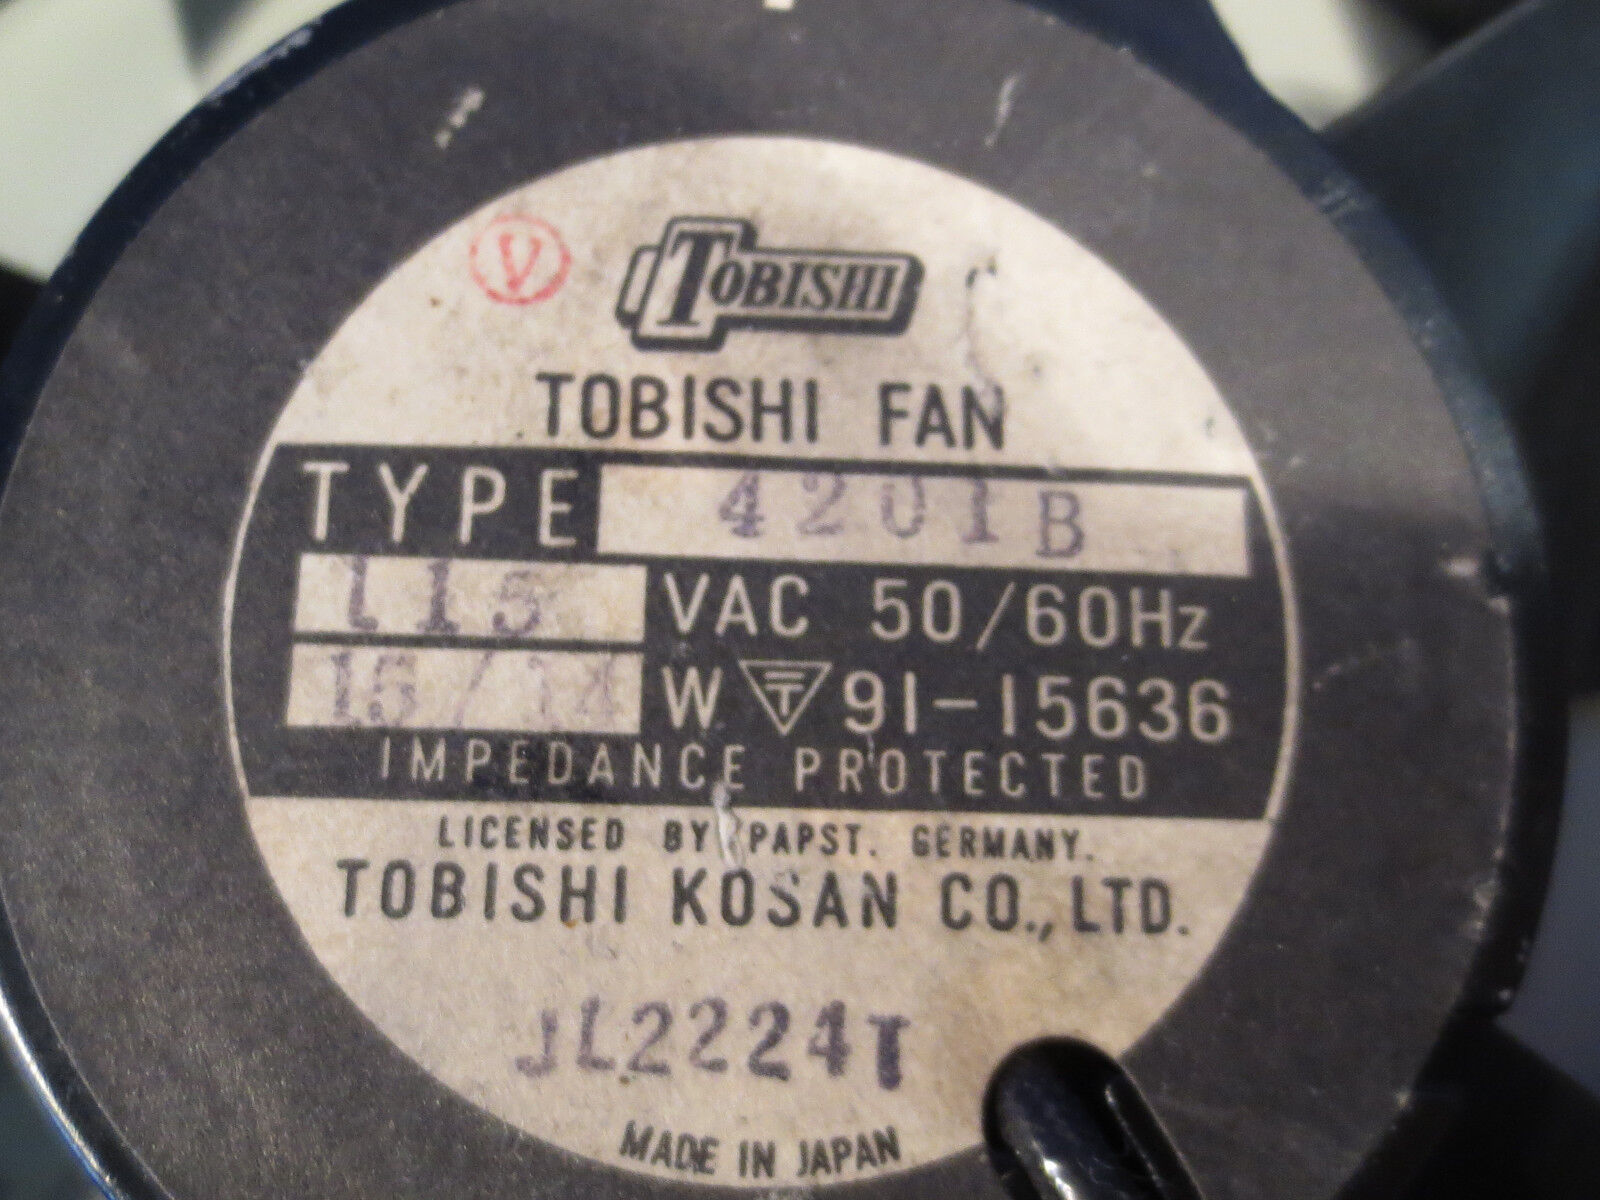 V
TOBISHI
TOBISHI FAN
TYPE 4201B
115 VAC 50/60Hz
15/14 W T 91-15636
IMPEDANCE PROTECTED
LICENSED BY PAPST. GERMANY.
TOBISHI KOSAN CO., LTD.
JL2224T
MADE IN JAPAN